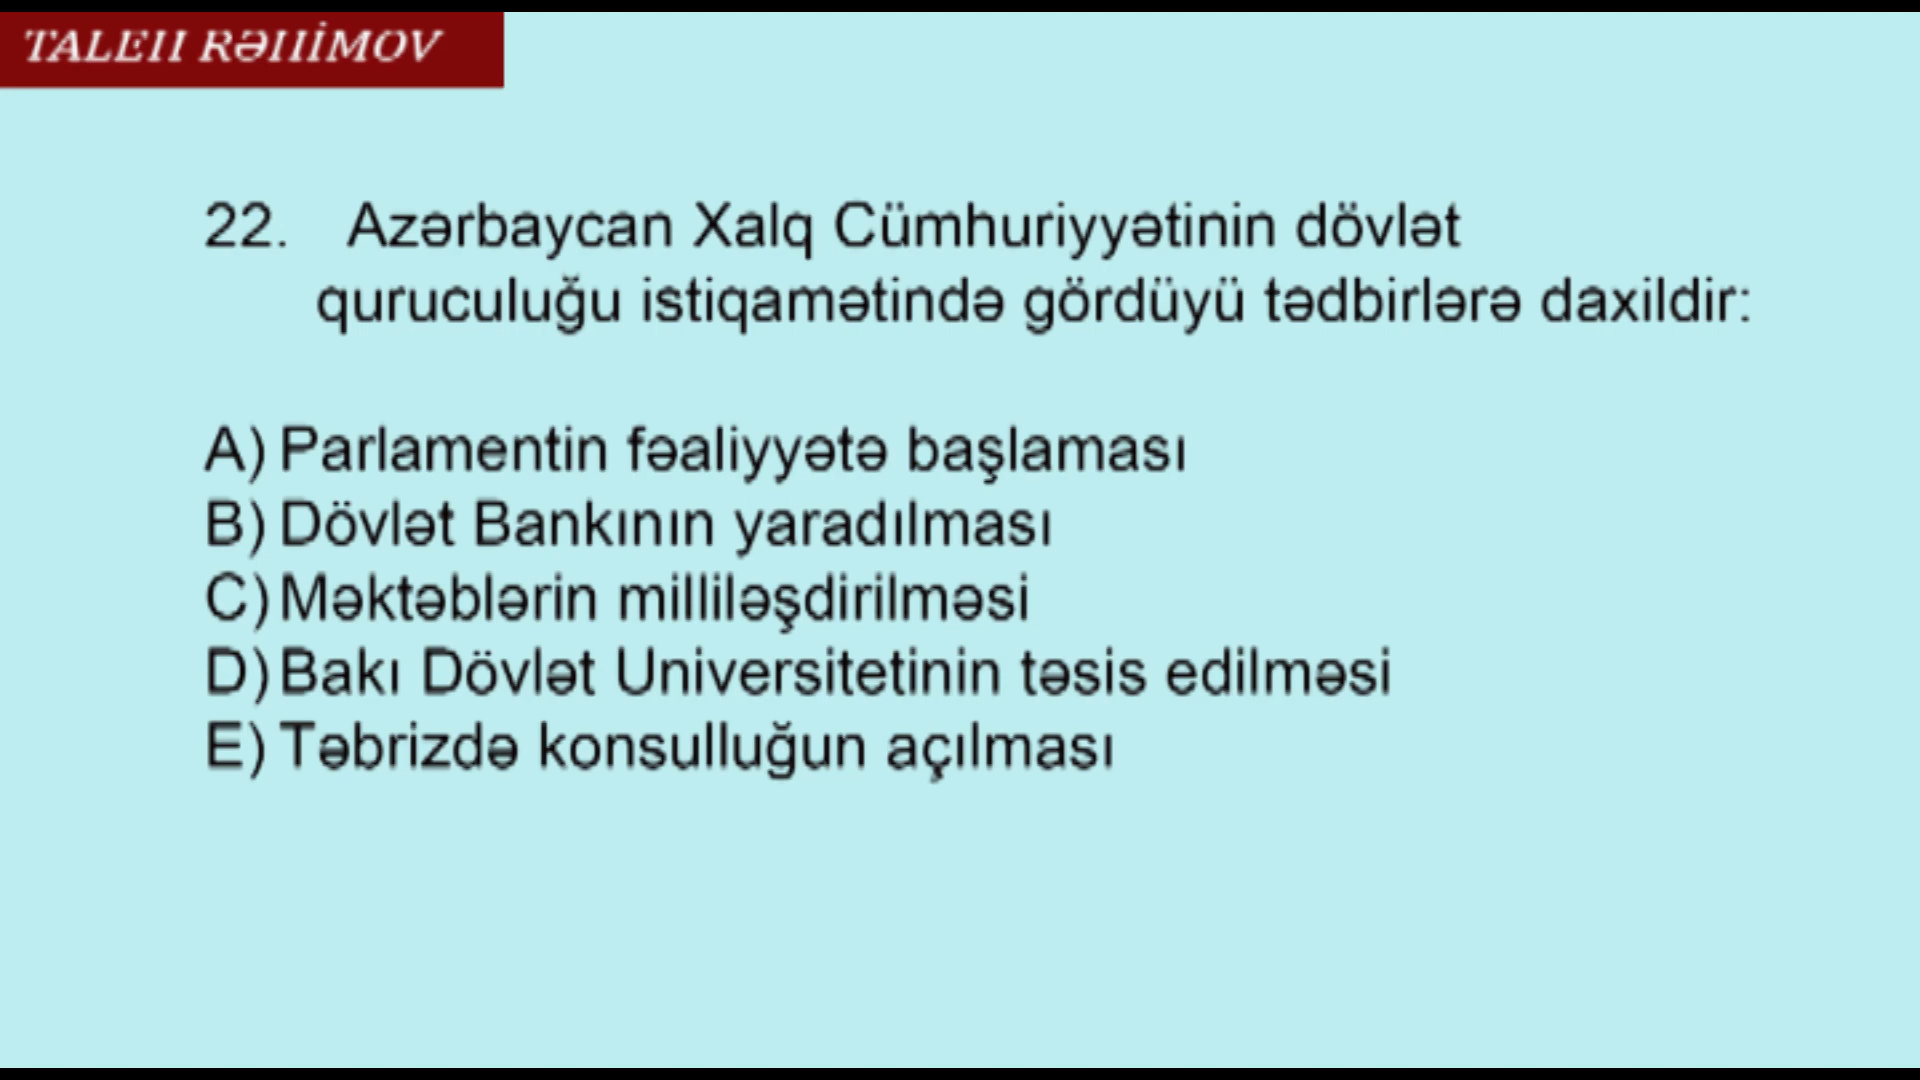 TALEH RƏHİMOV
22. Azərbaycan Xalq Cümhuriyyətinin dövlət
quruculuğu istiqamətində gördüyü tədbirlərə daxildir:
A) Parlamentin fəaliyyətə başlaması
B) Dövlət Bankının yaradılması
C) Məktəblərin milliləşdirilməsi
D) Bakı Dövlət Universitetinin təsis edilməsi
E) Təbrizdə konsulluğun açılması